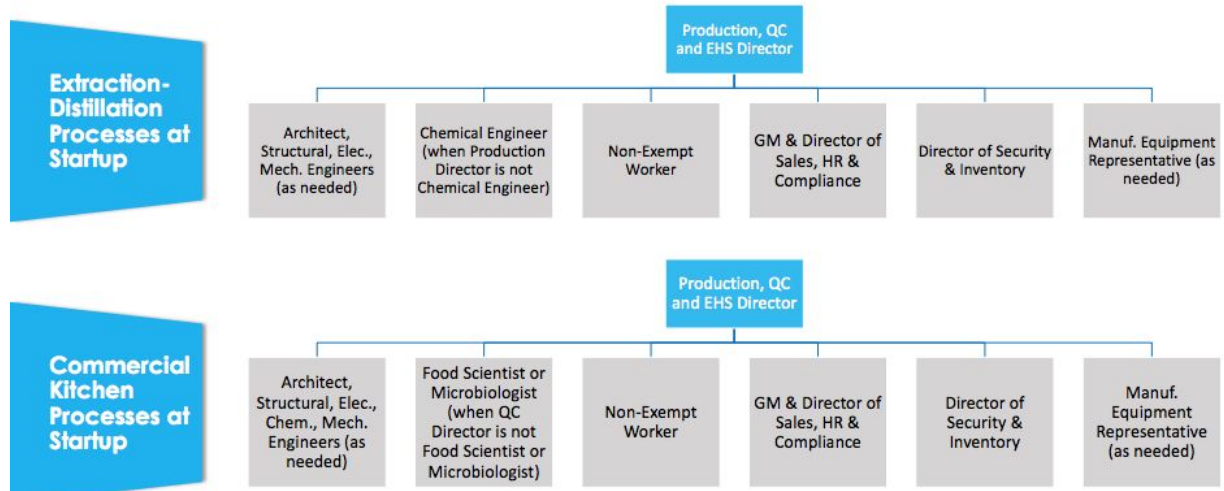 Extraction-
Distillation
Processes at
Startup
Production, QC
and EHS Director
Architect,
Structural, Elec.,
Mech. Engineers
(as needed)
Chemical Engineer
(when Production
Director is not
Chemical Engineer)
Non-Exempt
Worker
GM & Director of
Sales, HR &
Compliance
Director of Security
& Inventory
Manuf. Equipment
Representative (as
needed)
Commercial
Kitchen
Processes at
Startup
Production, QC
and EHS Director
Architect,
Structural, Elec.,
Chem., Mech.
Engineers (as
needed)
Food Scientist or
Microbiologist
(when QC
Director is not
Food Scientist or
Microbiologist)
Non-Exempt
Worker
GM & Director of
Sales, HR &
Compliance
Director of
Security &
Inventory
Manuf.
Equipment
Representative
(as needed)